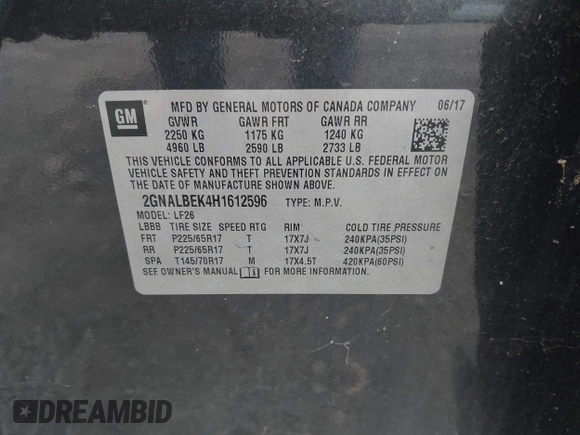 GM
MFD BY GENERAL MOTORS OF CANADA COMPANY 06/17
GVWR GAWR FRT GAWR RR
2250 KG 1175 KG 1240 KG
4960 LB 2590 LB 2733 LB
THIS VEHICLE CONFORMS TO ALL APPLICABLE U.S. FEDERAL MOTOR
VEHICLE SAFETY AND THEFT PREVENTION STANDARDS IN EFFECT ON
THE DATE OF MANUFACTURE SHOWN ABOVE.
2GNALBEK4H1612596 TYPE: M.P.V.
MODEL: LF26
LBBB TIRE SIZE SPEED RTG RIM COLD TIRE PRESSURE
FRT P225/65R17 T 17X7J 240KPA(35PSI)
RR P225/65R17 T 17X7J 240KPA(35PSI)
SPA T145/70R17 M 17X4.5T 420KPA(60PSI)
SEE OWNER'S MANUAL FOR MORE INFORMATION.
DREAMBID